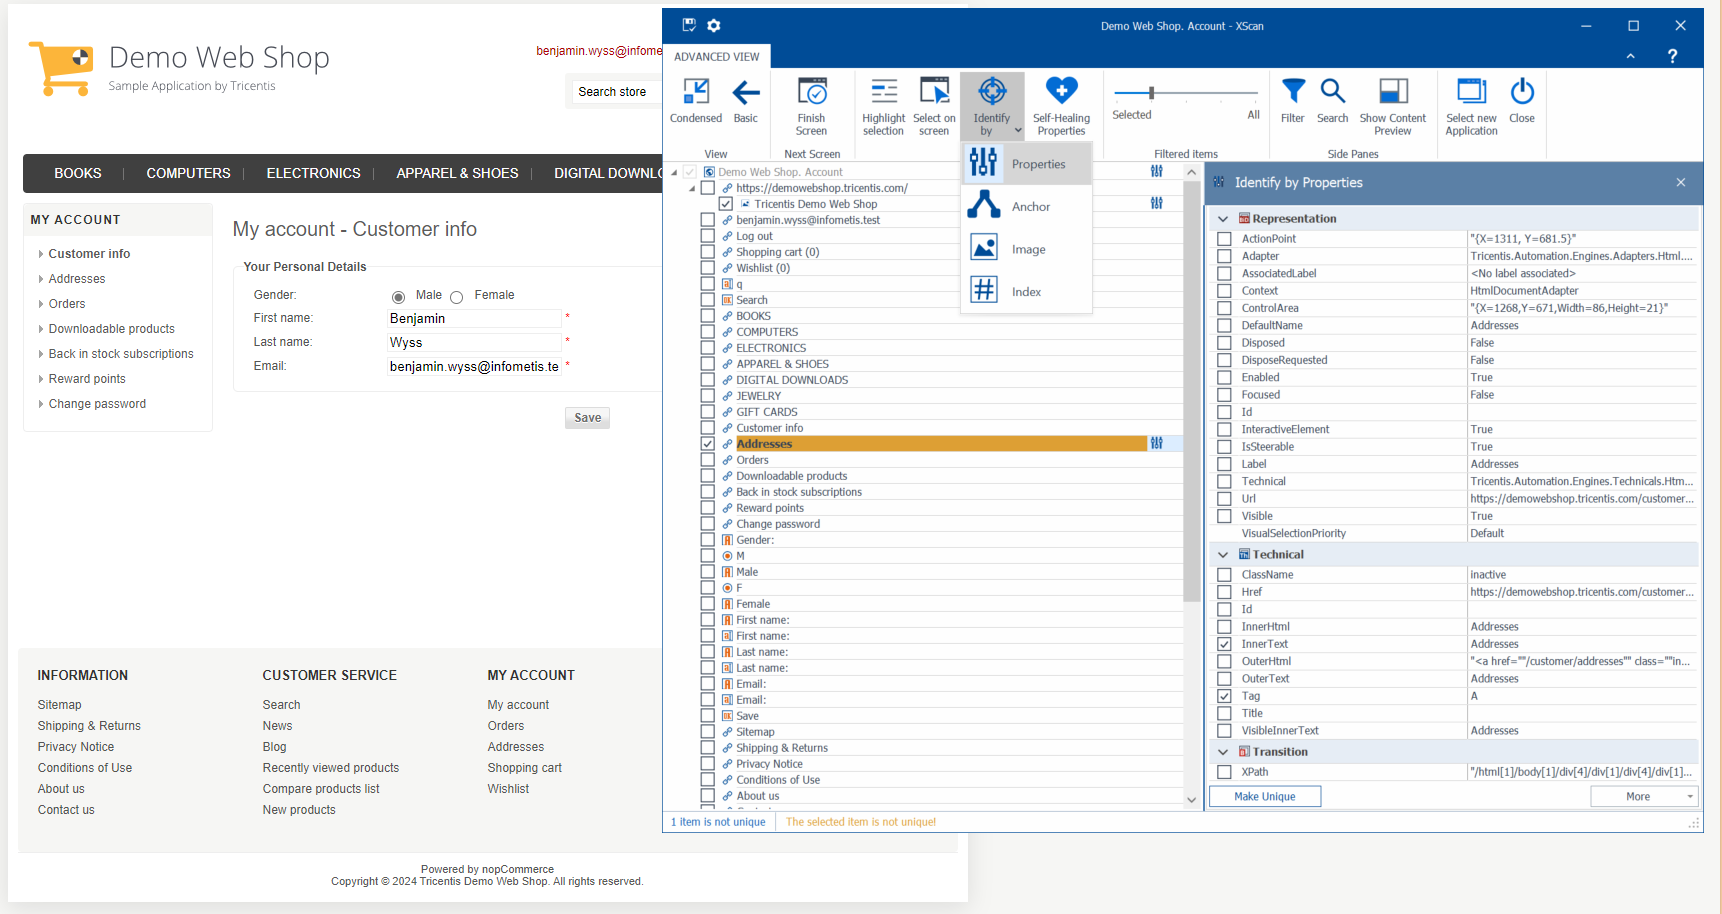 Demo Web Shop
Sample Application by Tricentis
benjamin.wyss@infome
Search store
BOOKS
COMPUTERS
ELECTRONICS
APPAREL & SHOES
DIGITAL DOWNLO
MY ACCOUNT
Customer info
Addresses
Orders
Downloadable products
Back in stock subscriptions
Reward points
Change password
My account - Customer info
Your Personal Details
Gender:
Male
Female
First name:
Benjamin
*
Last name:
Wyss
*
Email:
benjamin.wyss@infometis.te
*
Save
INFORMATION
Sitemap
Shipping & Returns
Privacy Notice
Conditions of Use
About us
Contact us
CUSTOMER SERVICE
Search
News
Blog
Recently viewed products
Compare products list
New products
MY ACCOUNT
My account
Orders
Addresses
Shopping cart
Wishlist
Powered by nopCommerce
Copyright © 2024 Tricentis Demo Web Shop. All rights reserved.
Demo Web Shop. Account - XScan
ADVANCED VIEW
?
Condensed
Basic
View
Finish Screen
Next Screen
Highlight selection
Select on screen
Identify by
Self-Healing Properties
Selected
All
Filtered items
Filter
Search
Show Content Preview
Side Panes
Select new Application
Close
Properties
Anchor
Image
Index
Demo Web Shop. Account
https://demowebshop.tricentis.com/
Tricentis Demo Web Shop
benjamin.wyss@infometis.test
Log out
Shopping cart (0)
Wishlist (0)
q
Search
BOOKS
COMPUTERS
ELECTRONICS
APPAREL & SHOES
DIGITAL DOWNLOADS
JEWELRY
GIFT CARDS
Customer info
Addresses
Orders
Downloadable products
Back in stock subscriptions
Reward points
Change password
Gender:
M
Male
F
Female
First name:
First name:
Last name:
Last name:
Email:
Email:
Save
Sitemap
Shipping & Returns
Privacy Notice
Conditions of Use
About us
1 item is not unique
The selected item is not unique!
Identify by Properties
Representation
ActionPoint "{X=1311, Y=681.5}"
Adapter Tricentis.Automation.Engines.Adapters.Html....
AssociatedLabel <No label associated>
Context HtmlDocumentAdapter
ControlArea "{X=1268,Y=671,Width=86,Height=21}"
DefaultName Addresses
Disposed False
DisposeRequested False
Enabled True
Focused False
Id
InteractiveElement True
IsSteerable True
Label Addresses
Technical Tricentis.Automation.Engines.Technicals.Htm...
Url https://demowebshop.tricentis.com/customer...
Visible True
VisualSelectionPriority Default
Technical
ClassName inactive
Href https://demowebshop.tricentis.com/customer...
Id
InnerHtml Addresses
InnerText Addresses
OuterHtml "<a href=""/customer/addresses"" class=""in...
OuterText Addresses
Tag A
Title
VisibleInnerText Addresses
Transition
XPath "/html[1]/body[1]/div[4]/div[1]/div[4]/div[1]...
Make Unique
More